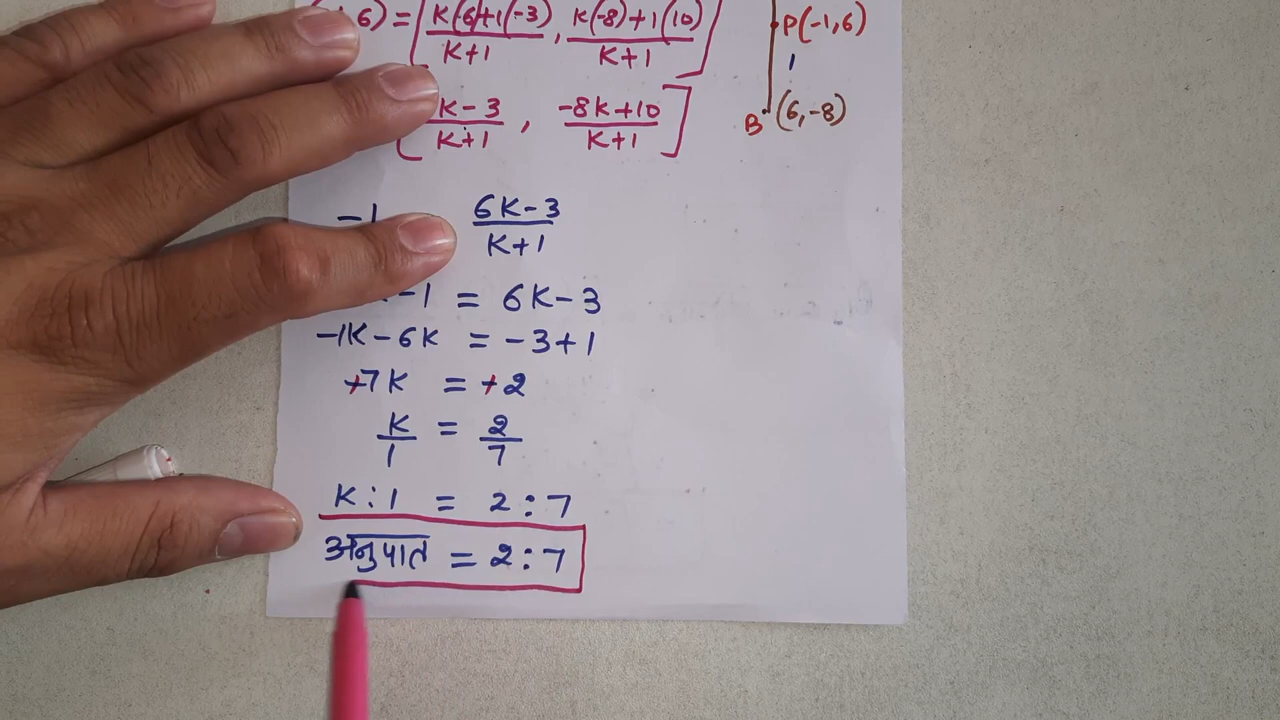 6) = [K(6)+1(-3)/K+1, K(-8)+1(10)/K+1]
P(-1,6)
1
K-3/K+1, -8K+10/K+1]
B (6,-8)
-1 6K-3/K+1
-1 = 6K-3
-1K-6K = -3+1
+7K = +2
K/1 = 2/7
K:1 = 2:7
अनुपात = 2:7